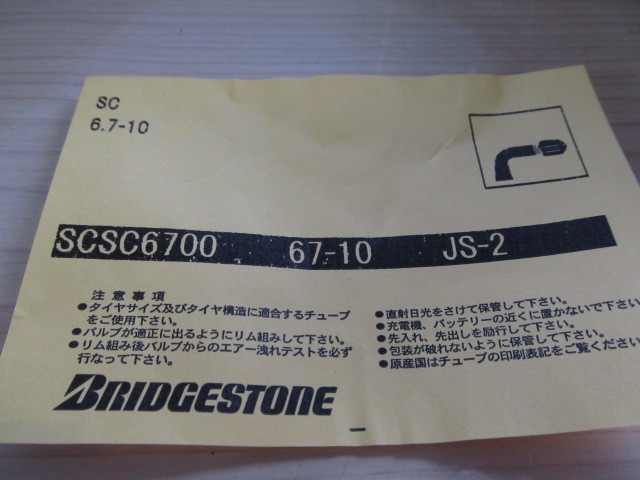 SC
6.7-10
SCSC6700 67-10 JS-2
注意事項
●タイヤサイズ及びタイヤ構造に適合するチューブ
をご使用下さい。
●バルブが適正に出るようにリム組みして下さい。
●リム組み後バルブからのエアー洩れテストを必ず
行なって下さい。
●直射日光をさけて保管して下さい。
●充電機、バッテリーの近くに置かないで下さい
●先入れ、先出しを励行して下さい。
●包装が破れないように保管して下さい。
●原産国はチューブの印刷表記をご覧ください
BRIDGESTONE